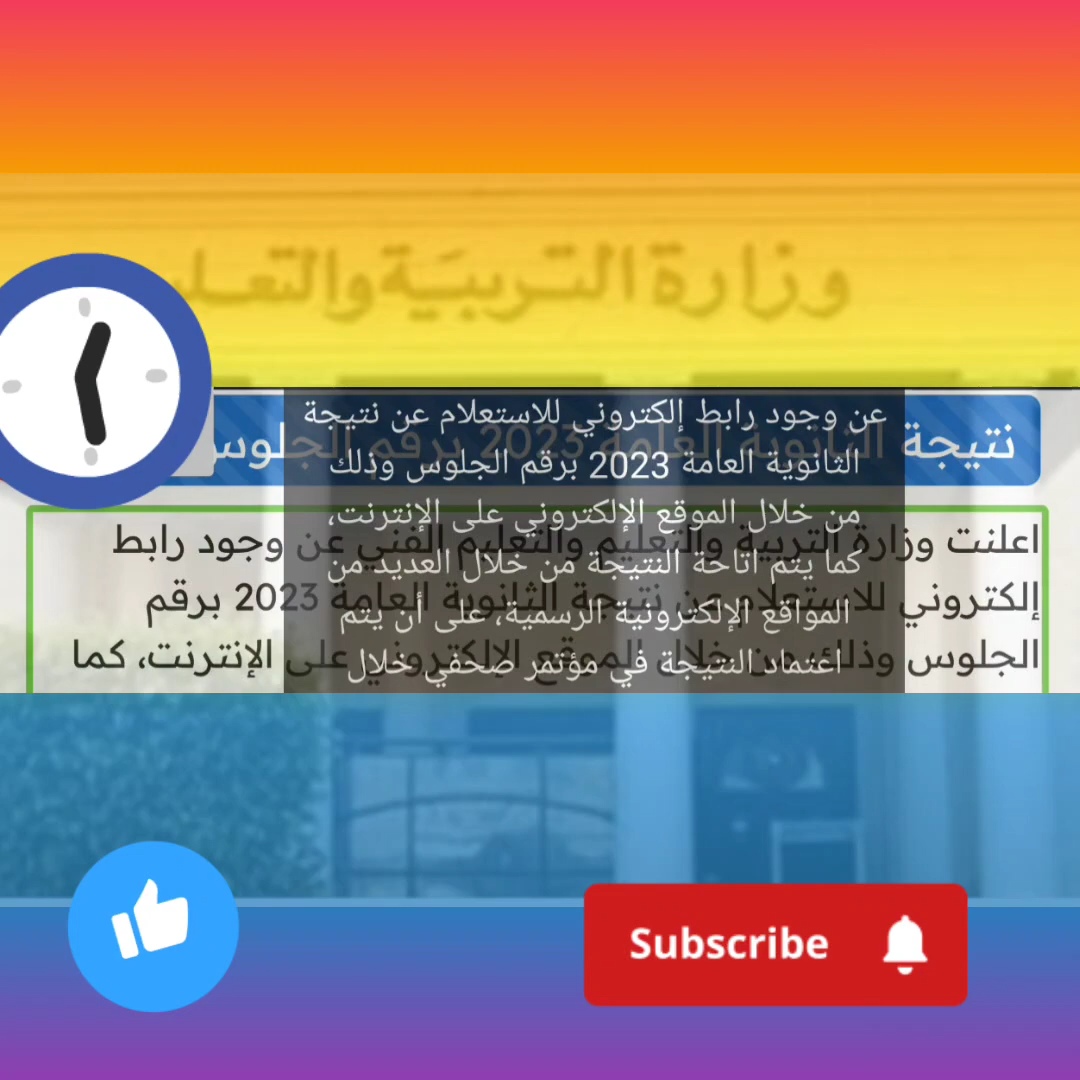 وزارة التربية والتعليم
نتيجة الثانوية العامة 2023 برقم الجلوس
عن وجود رابط إلكتروني للاستعلام عن نتيجة
الثانوية العامة 2023 برقم الجلوس وذلك
من خلال الموقع الإلكتروني على الإنترنت،
كما يتم اتاحة النتيجة من خلال العديد من
المواقع الإلكترونية الرسمية، على أن يتم
اعتماد النتيجة في مؤتمر صحفي خلال
اعلنت وزارة التربية والتعليم والتعليم الفني عن وجود رابط
إلكتروني للاستعلام عن نتيجة الثانوية العامة 2023 برقم
الجلوس وذلك من خلال الموقع الإلكتروني على الإنترنت، كما
Subscribe